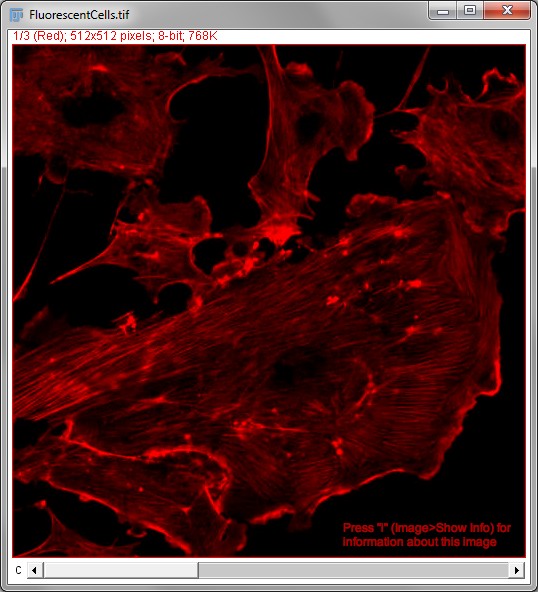 FluorescentCells.tif
1/3 (Red); 512x512 pixels; 8-bit; 768K
Press "i" (Image>Show Info) for
information about this image
c